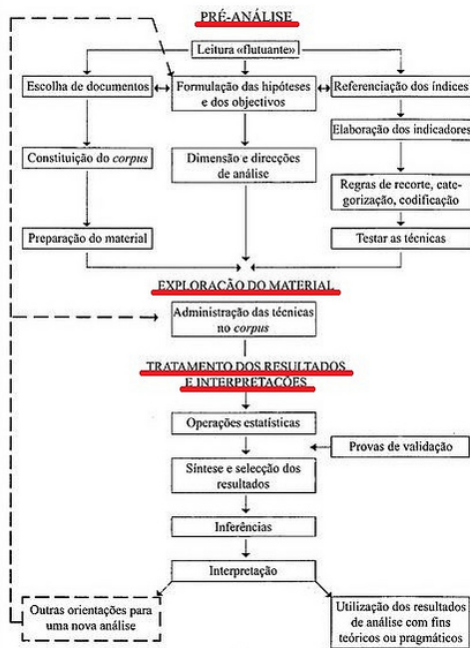 PRÉ-ANÁLISE
Leitura «flutuante»
Escolha de documentos
Formulação das hipóteses
e dos objectivos
Referenciação dos índices
Elaboração dos indicadores
Constituição do corpus
Dimensão e direcções
de análise
Regras de recorte, cate-
gorização, codificação
Preparação do material
Testar as técnicas
EXPLORAÇÃO DO MATERIAL
Administração das técnicas
no corpus
TRATAMENTO DOS RESULTADOS
E INTERPRETAÇÕES
Operações estatísticas
Provas de validação
Síntese e selecção dos
resultados
Inferências
Interpretação
Outras orientações para
uma nova análise
Utilização dos resultados
de análise com fins
teóricos ou pragmáticos